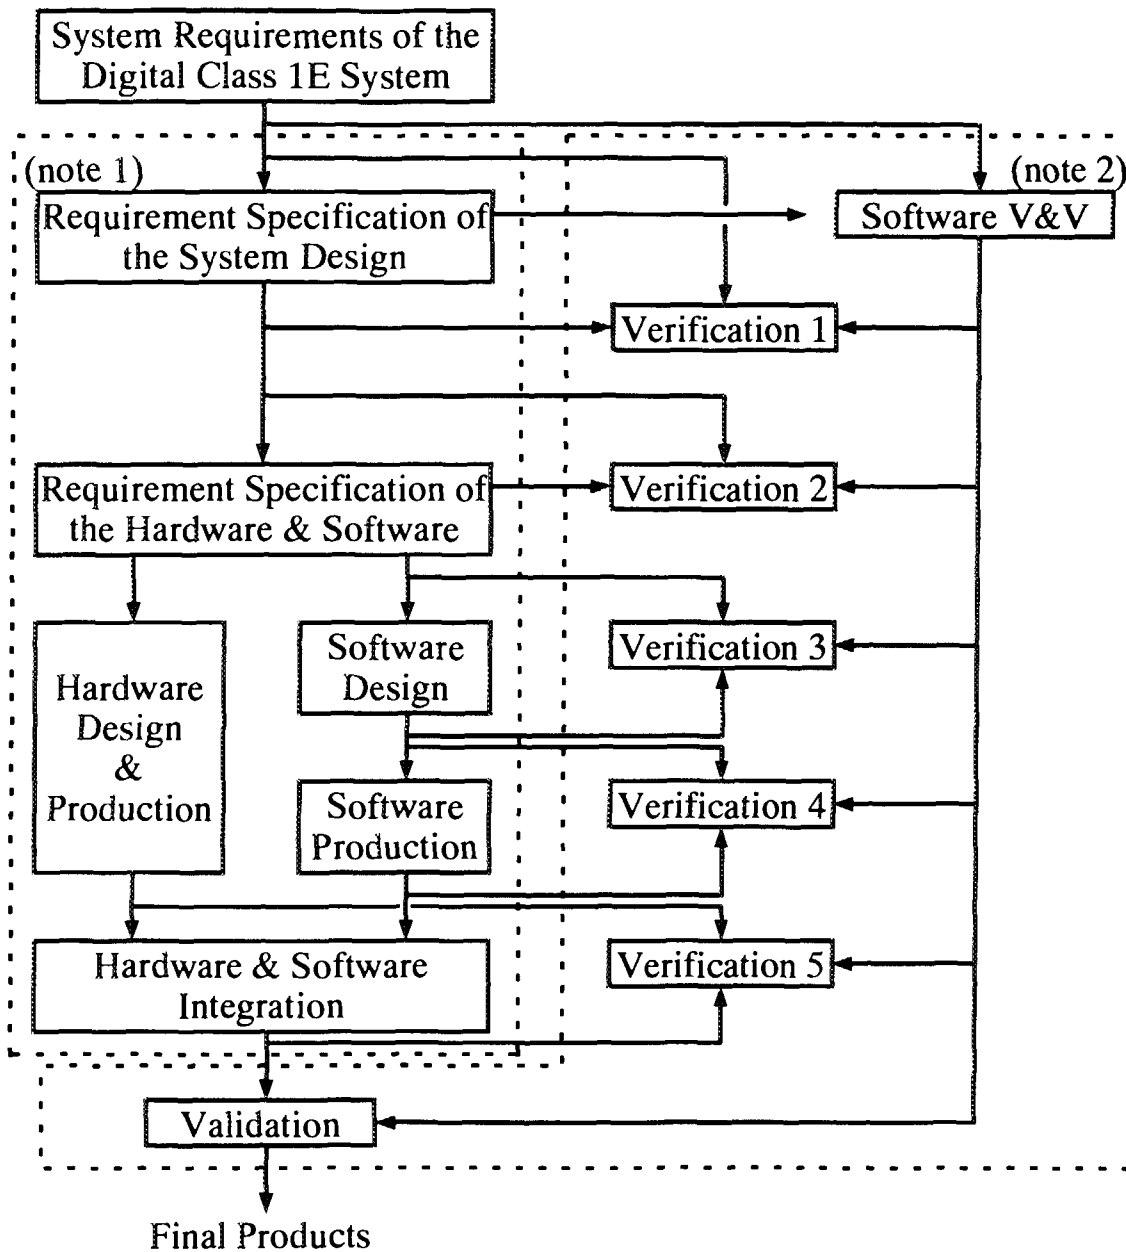 System Requirements of the
Digital Class 1E System
(note 1)
(note 2)
Requirement Specification of
the System Design
Software V&V
Verification 1
Requirement Specification of
the Hardware & Software
Verification 2
Hardware
Design
&
Production
Software
Design
Verification 3
Software
Production
Verification 4
Hardware & Software
Integration
Verification 5
Validation
Final Products